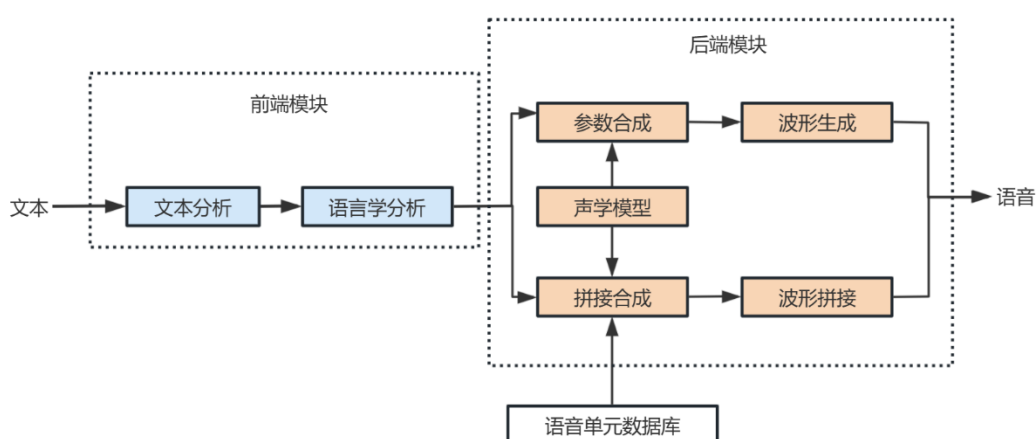 后端模块
前端模块
参数合成
波形生成
文本
文本分析
语言学分析
声学模型
语音
拼接合成
波形拼接
语音单元数据库